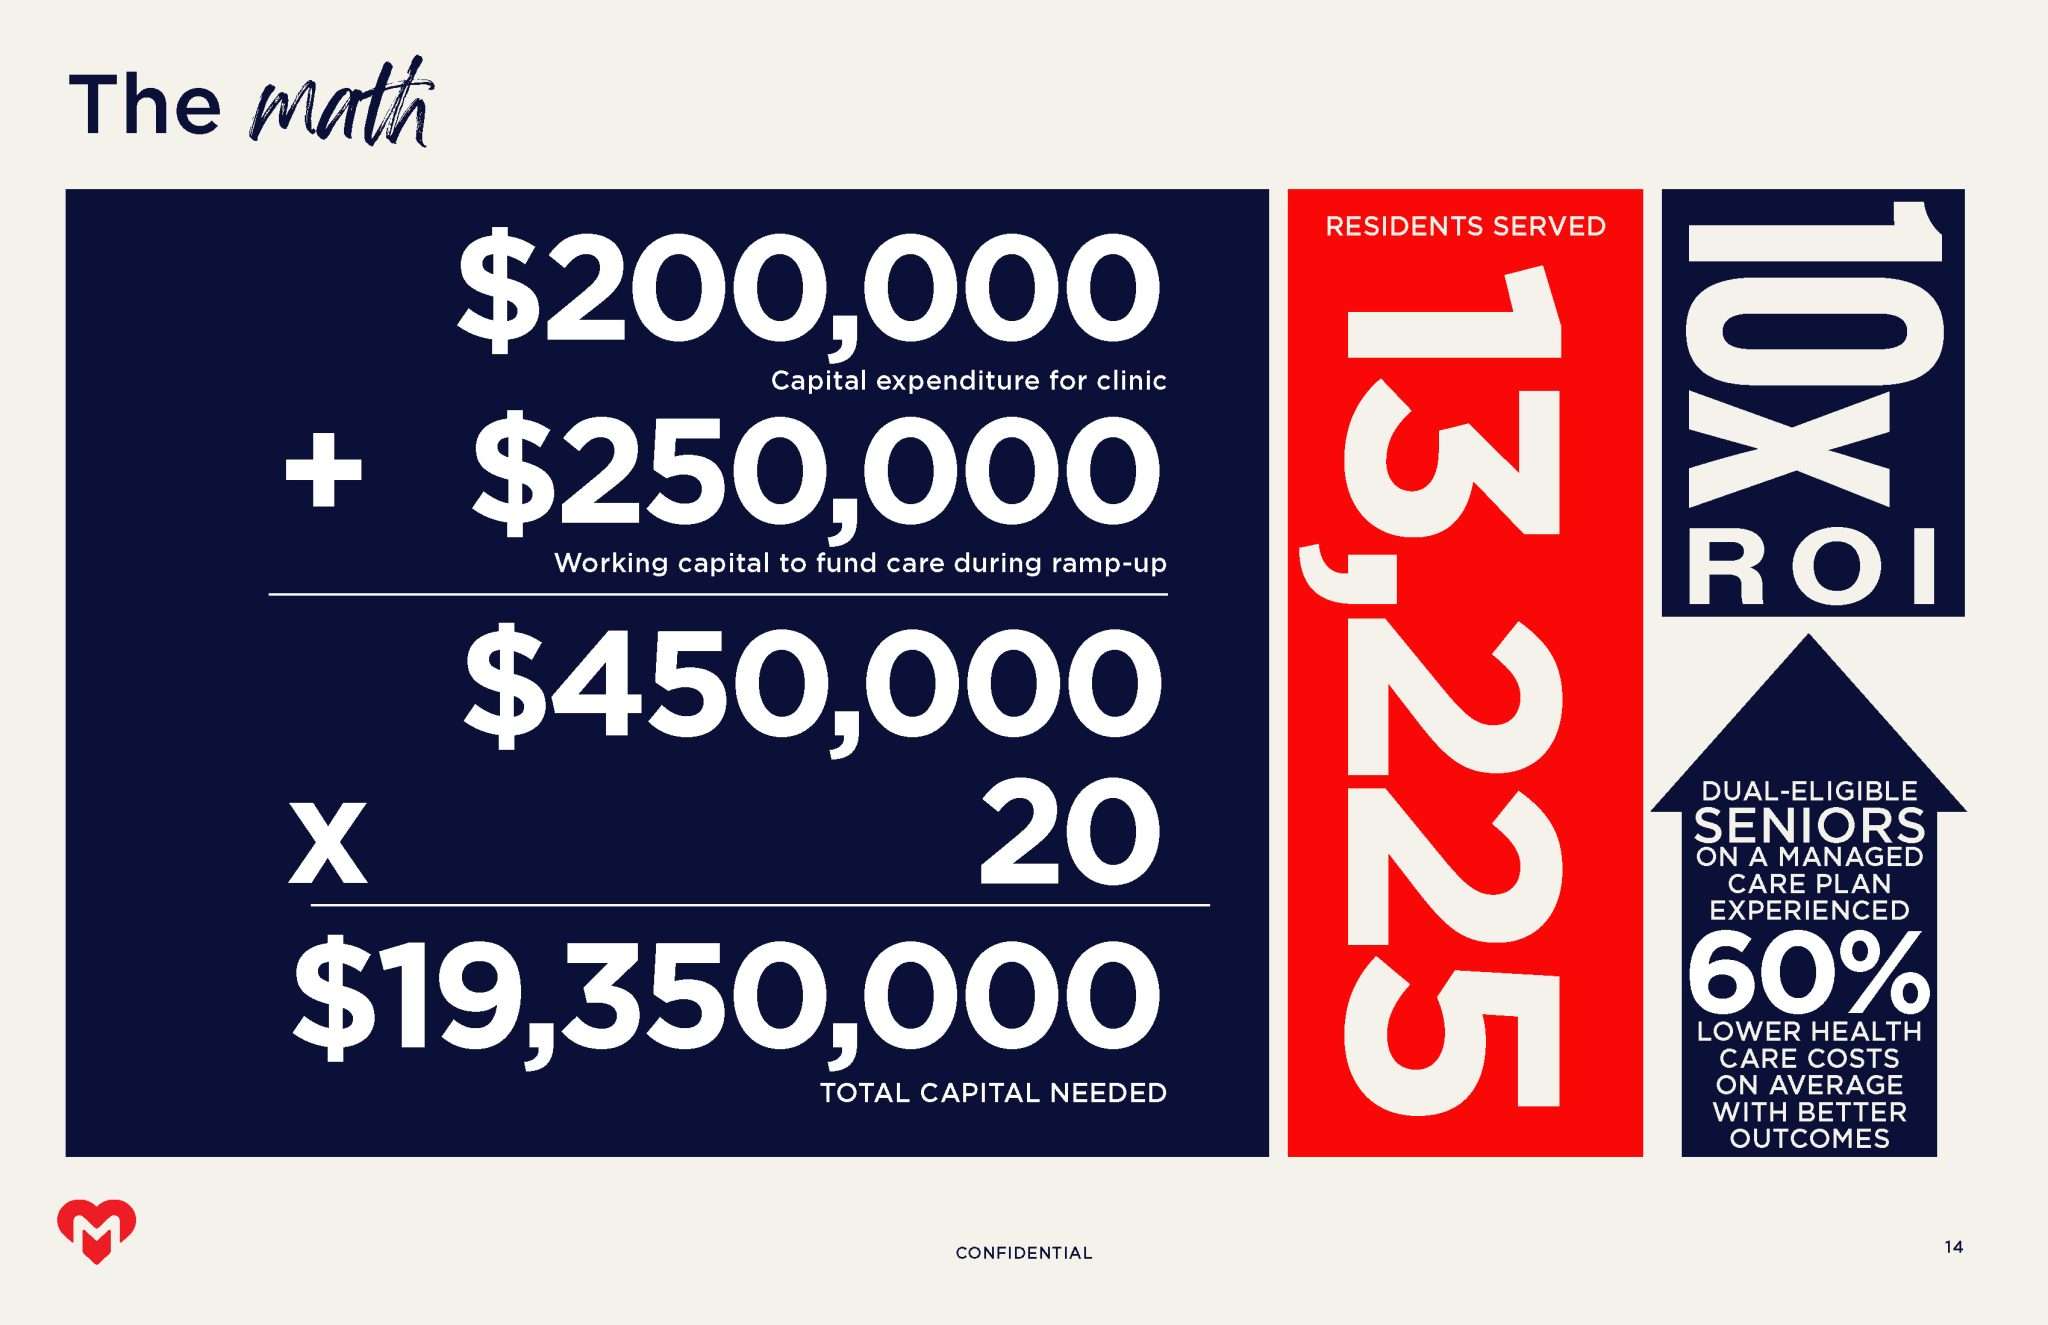 The math
$200,000
Capital expenditure for clinic
+ $250,000
Working capital to fund care during ramp-up
$450,000
x 20
$19,350,000
TOTAL CAPITAL NEEDED
RESIDENTS SERVED
13,225
10X
ROI
DUAL-ELIGIBLE
SENIORS
ON A MANAGED
CARE PLAN
EXPERIENCED
60%
LOWER HEALTH
CARE COSTS
ON AVERAGE
WITH BETTER
OUTCOMES
M
CONFIDENTIAL
14